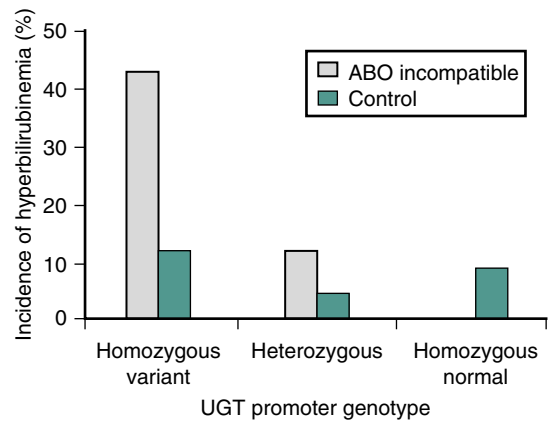 Incidence of hyperbilirubinemia (%)
50
40
30
20
10
0
ABO incompatible
Control
Homozygous
variant
Heterozygous
Homozygous
normal
UGT promoter genotype